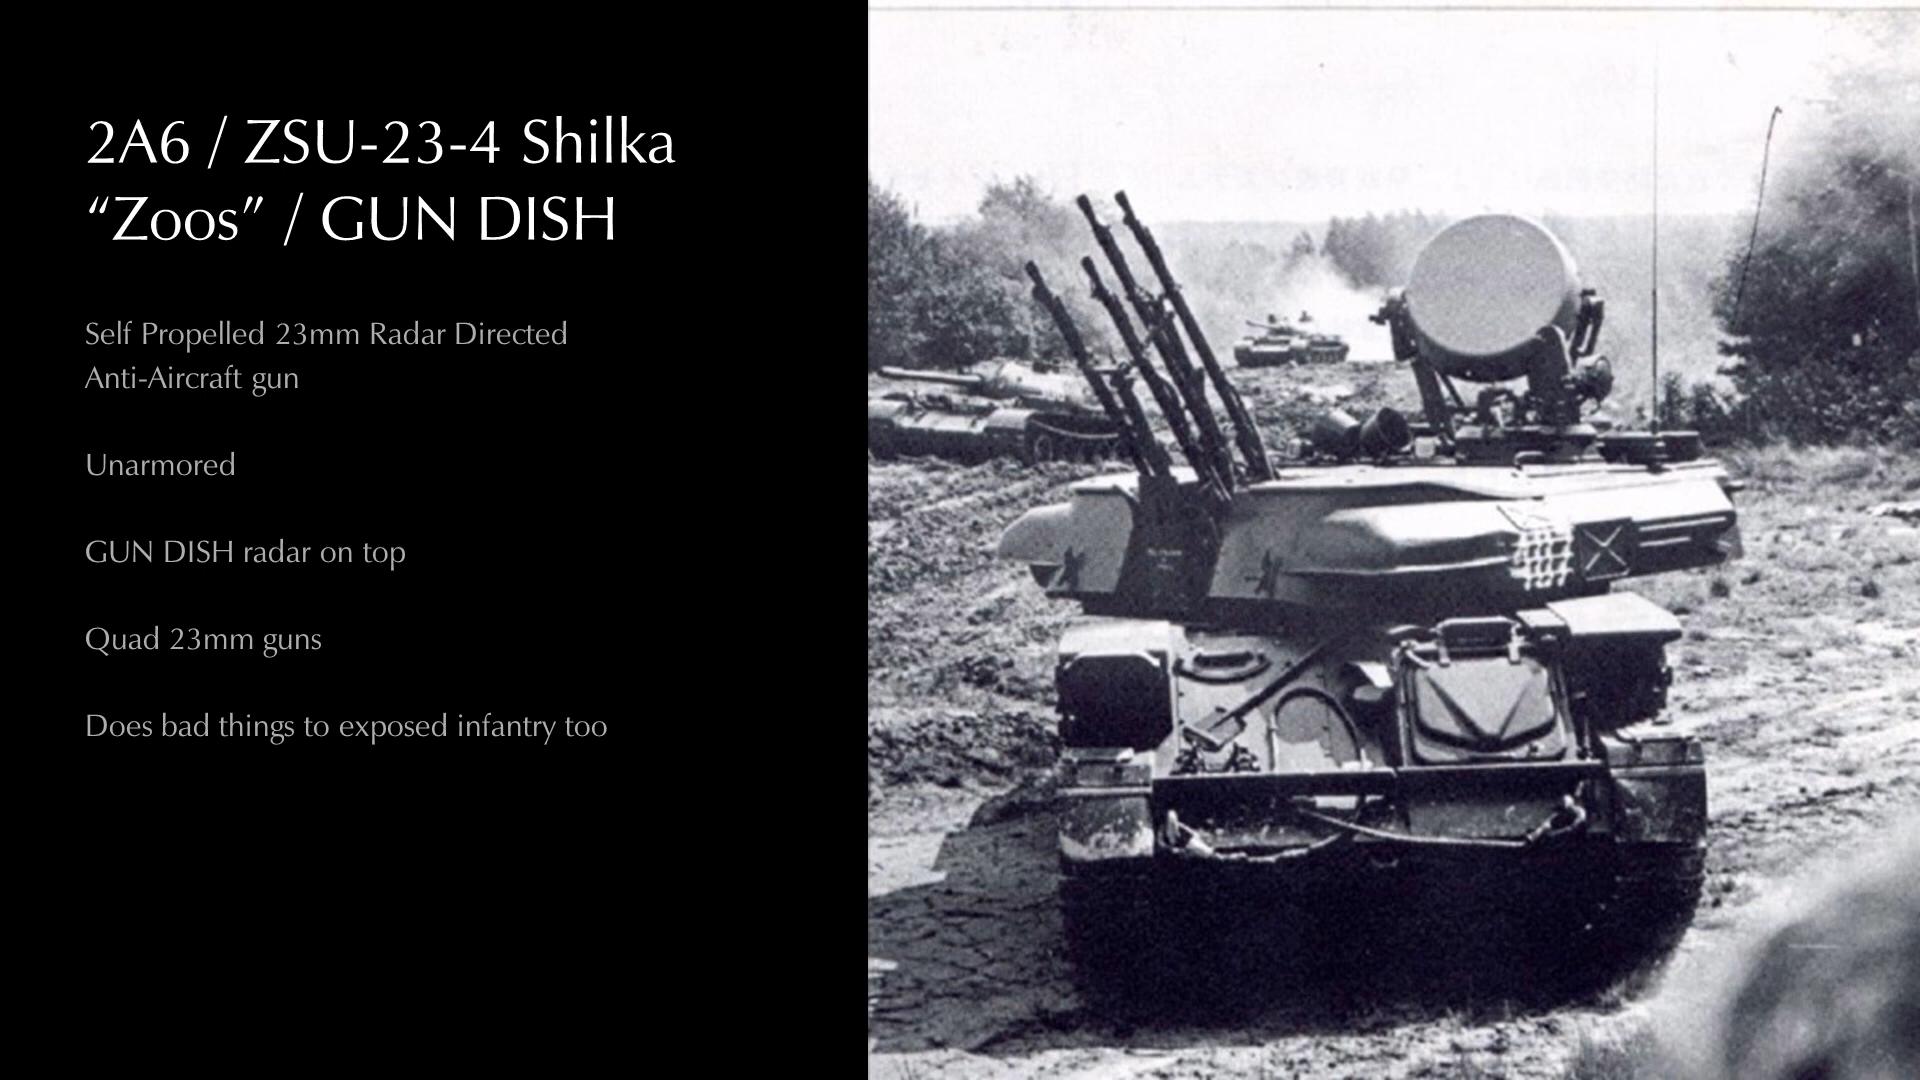 2A6 / ZSU-23-4 Shilka
“Zoos” / GUN DISH
Self Propelled 23mm Radar Directed
Anti-Aircraft gun
Unarmored
GUN DISH radar on top
Quad 23mm guns
Does bad things to exposed infantry too